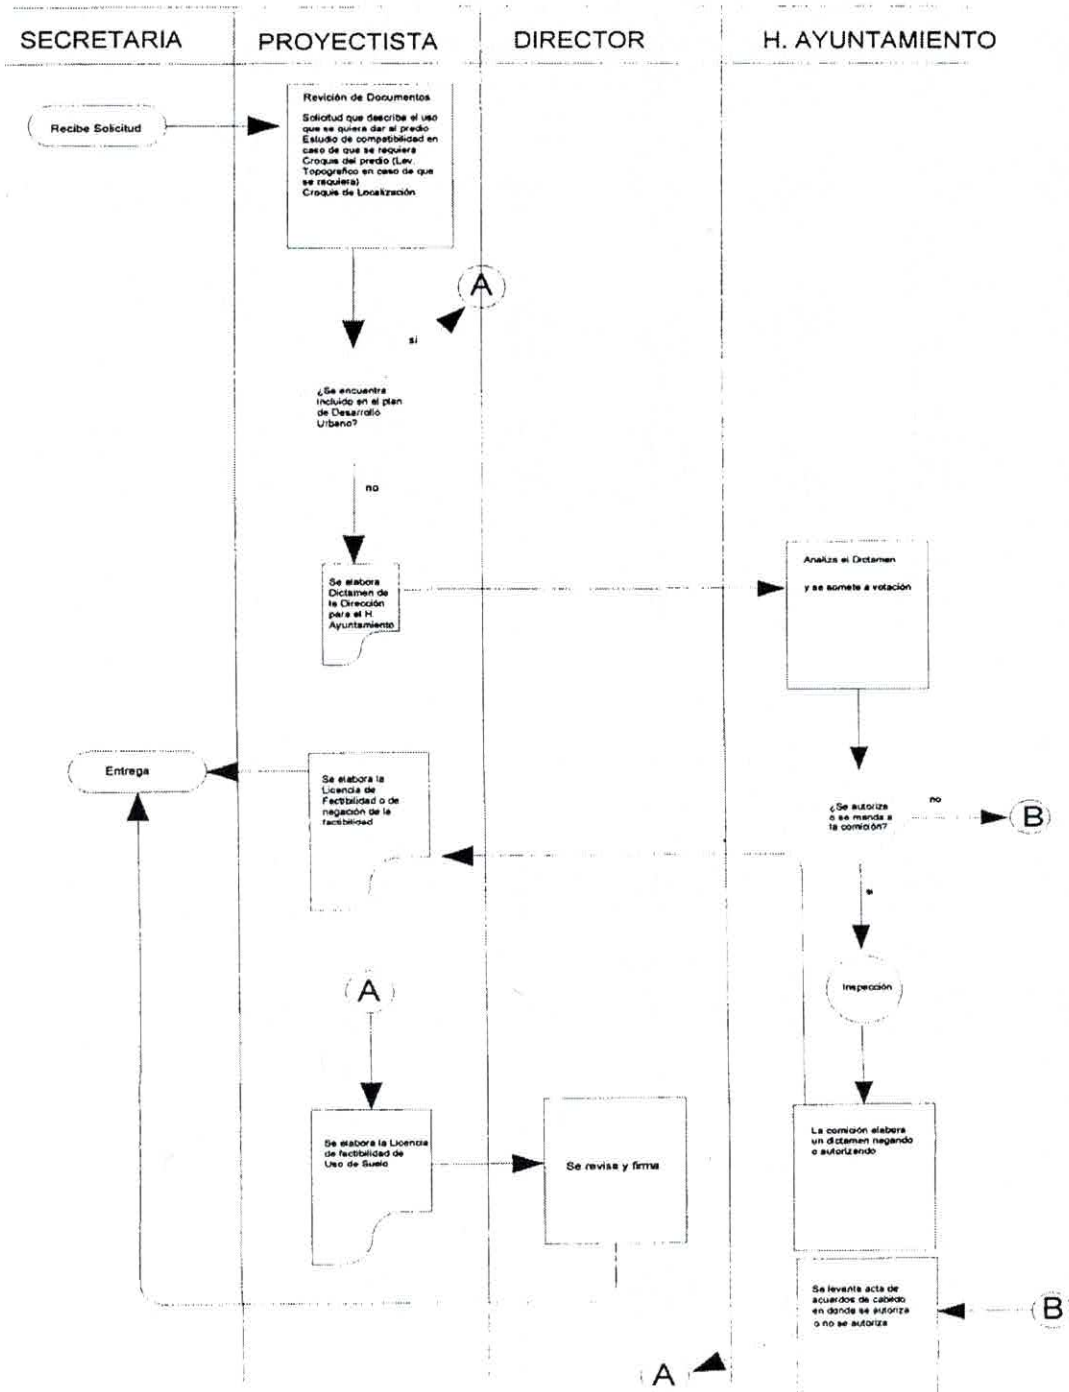 SECRETARIA
PROYECTISTA
DIRECTOR
H. AYUNTAMIENTO
Recibe Solicitud
Revición de Documentos
Solicitud que describa el uso
que se quiera dar al predio
Estudio de compatibilidad en
caso de que se requiera
Croquis del predio (Lev.
Topografico en caso de que
se requiera)
Croquis de Localización
A
si
¿Se encuentra
incluido en el plan
de Desarrollo
Urbano?
no
Se elabora
Dictamen de
la Dirección
para el H.
Ayuntamiento
Analiza el Dictamen
y se somete a votación
Entrega
Se elabora la
Licencia de
Factibilidad o de
negación de la
factibilidad
¿Se autoriza
o se manda a
la comición?
no
B
si
A
Inspección
Se elabora la Licencia
de factibilidad de
Uso de Suelo
Se revisa y firma
La comición elabora
un dictamen negando
o autorizando
Se levanta acta de
acuerdos de cabildo
en donde se autoriza
o no se autoriza
B
A